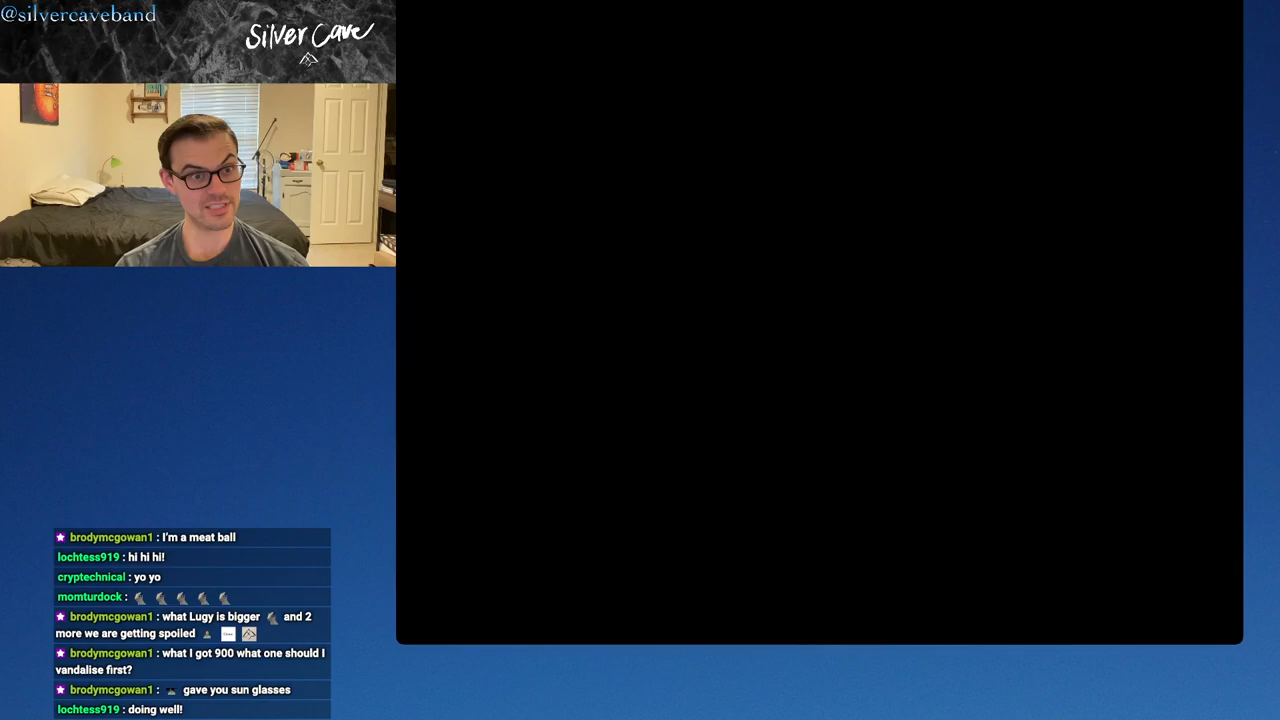 @silvercaveband
Silver Cave
brodymcgowan1 : I'm a meat ball
lochtess919 : hi hi hi!
cryptechnical : yo yo
momturdock :
brodymcgowan1 : what Lugy is bigger and 2
more we are getting spoiled
brodymcgowan1 : what I got 900 what one should I
vandalise first?
brodymcgowan1 : gave you sun glasses
lochtess919 : doing well!